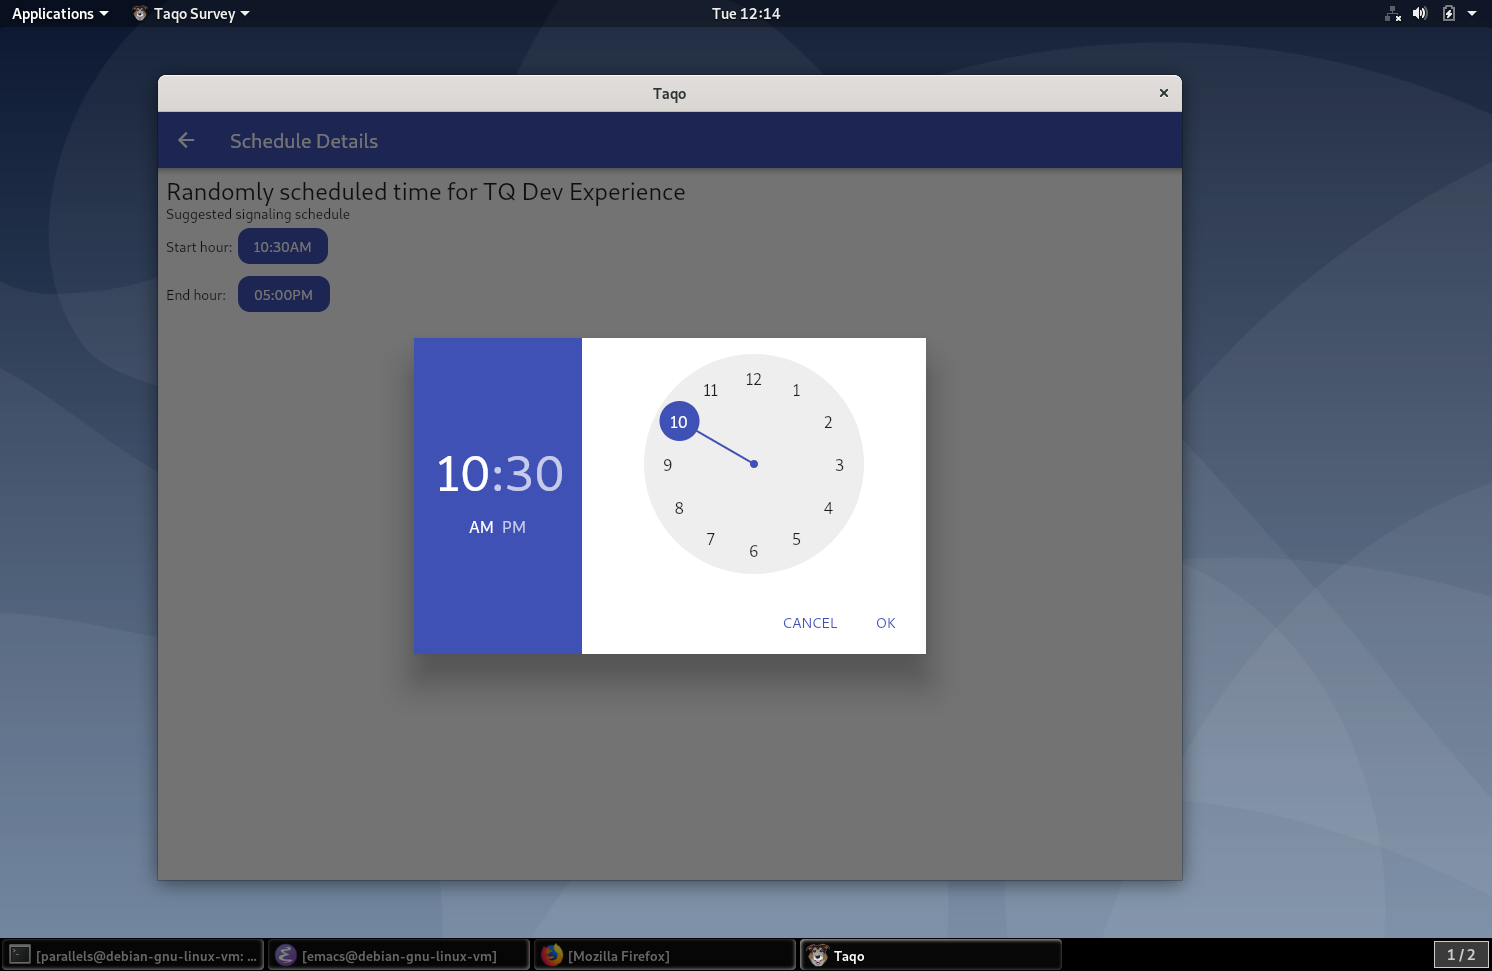 Applications Taqo Survey Tue 12:14
Taqo
Schedule Details
Randomly scheduled time for TQ Dev Experience
Suggested signaling schedule
Start hour: 10:30AM
End hour: 05:00PM
10:30
AM PM
12
1
2
3
4
5
6
7
8
9
10
11
CANCEL OK
[parallels@debian-gnu-linux-vm: ... [emacs@debian-gnu-linux-vm] [Mozilla Firefox] Taqo 1 / 2